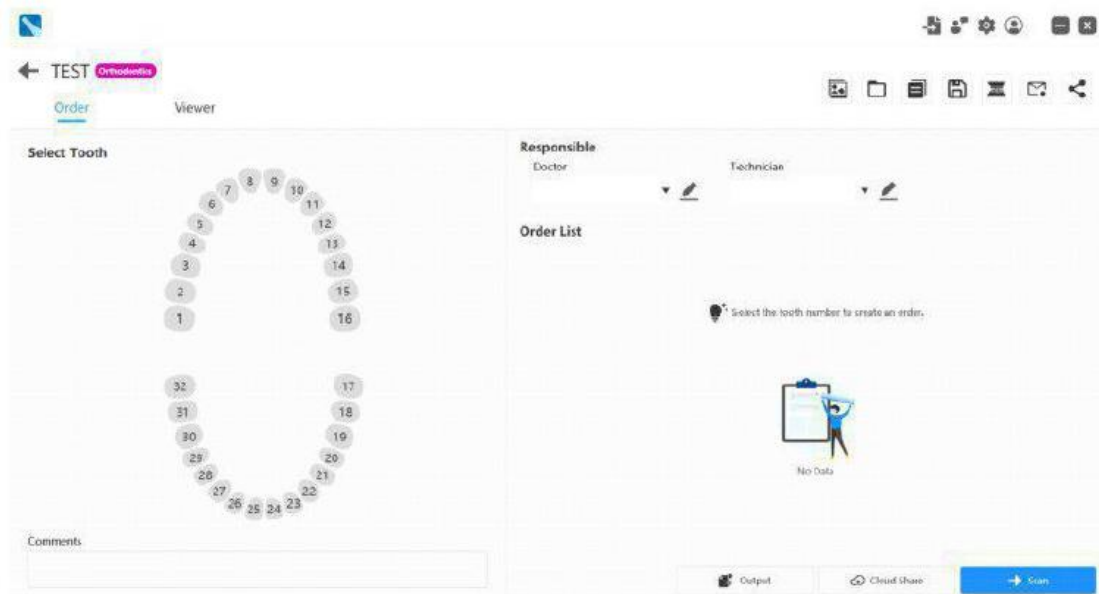 TEST Orthodontics
Order Viewer
Select Tooth
8 9
7 10
6 11
5 12
4 13
3 14
2 15
1 16
32 17
31 18
30 19
29 20
28 21
27 22
26 25 24 23
Comments
Responsible
Doctor Technician
Order List
Select the tooth number to create an order.
No Data
Output Cloud Share Scan